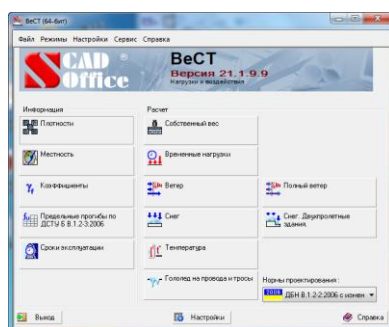 ВеСТ (64-бит)
Файл Режимы Настройки Сервис Справка
SCAD Office
ВеСТ
Версия 21.1.9.9
Нагрузки и воздействия
Информация
Расчет
Плотности
Собственный вес
Местность
Временные нагрузки
Коэффициенты
Ветер
Полный ветер
Предельные прогибы по ДСТУ Б В.1.2-3:2006
Снег
Снег. Двухпролетные здания.
Сроки эксплуатации
Температура
Гололед на провода и тросы
Нормы проектирования:
ДБН В.1.2-2:2006 с измен.
Выход
Настройки
Справка